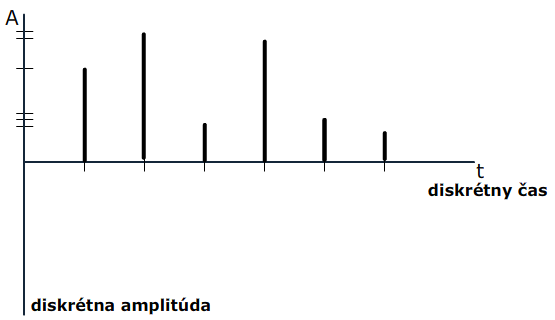 A
t
diskrétny čas
diskrétna amplitúda